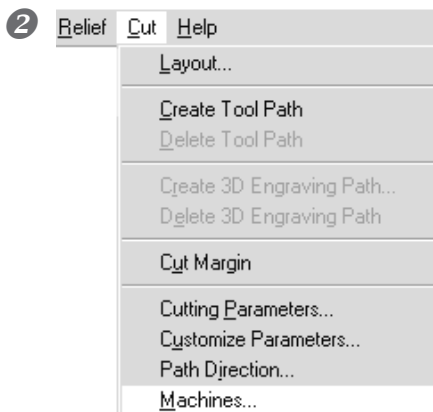 2 Relief Cut Help
Layout...
Create Tool Path
Delete Tool Path
Create 3D Engraving Path...
Delete 3D Engraving Path
Cut Margin
Cutting Parameters...
Customize Parameters...
Path Direction...
Machines...